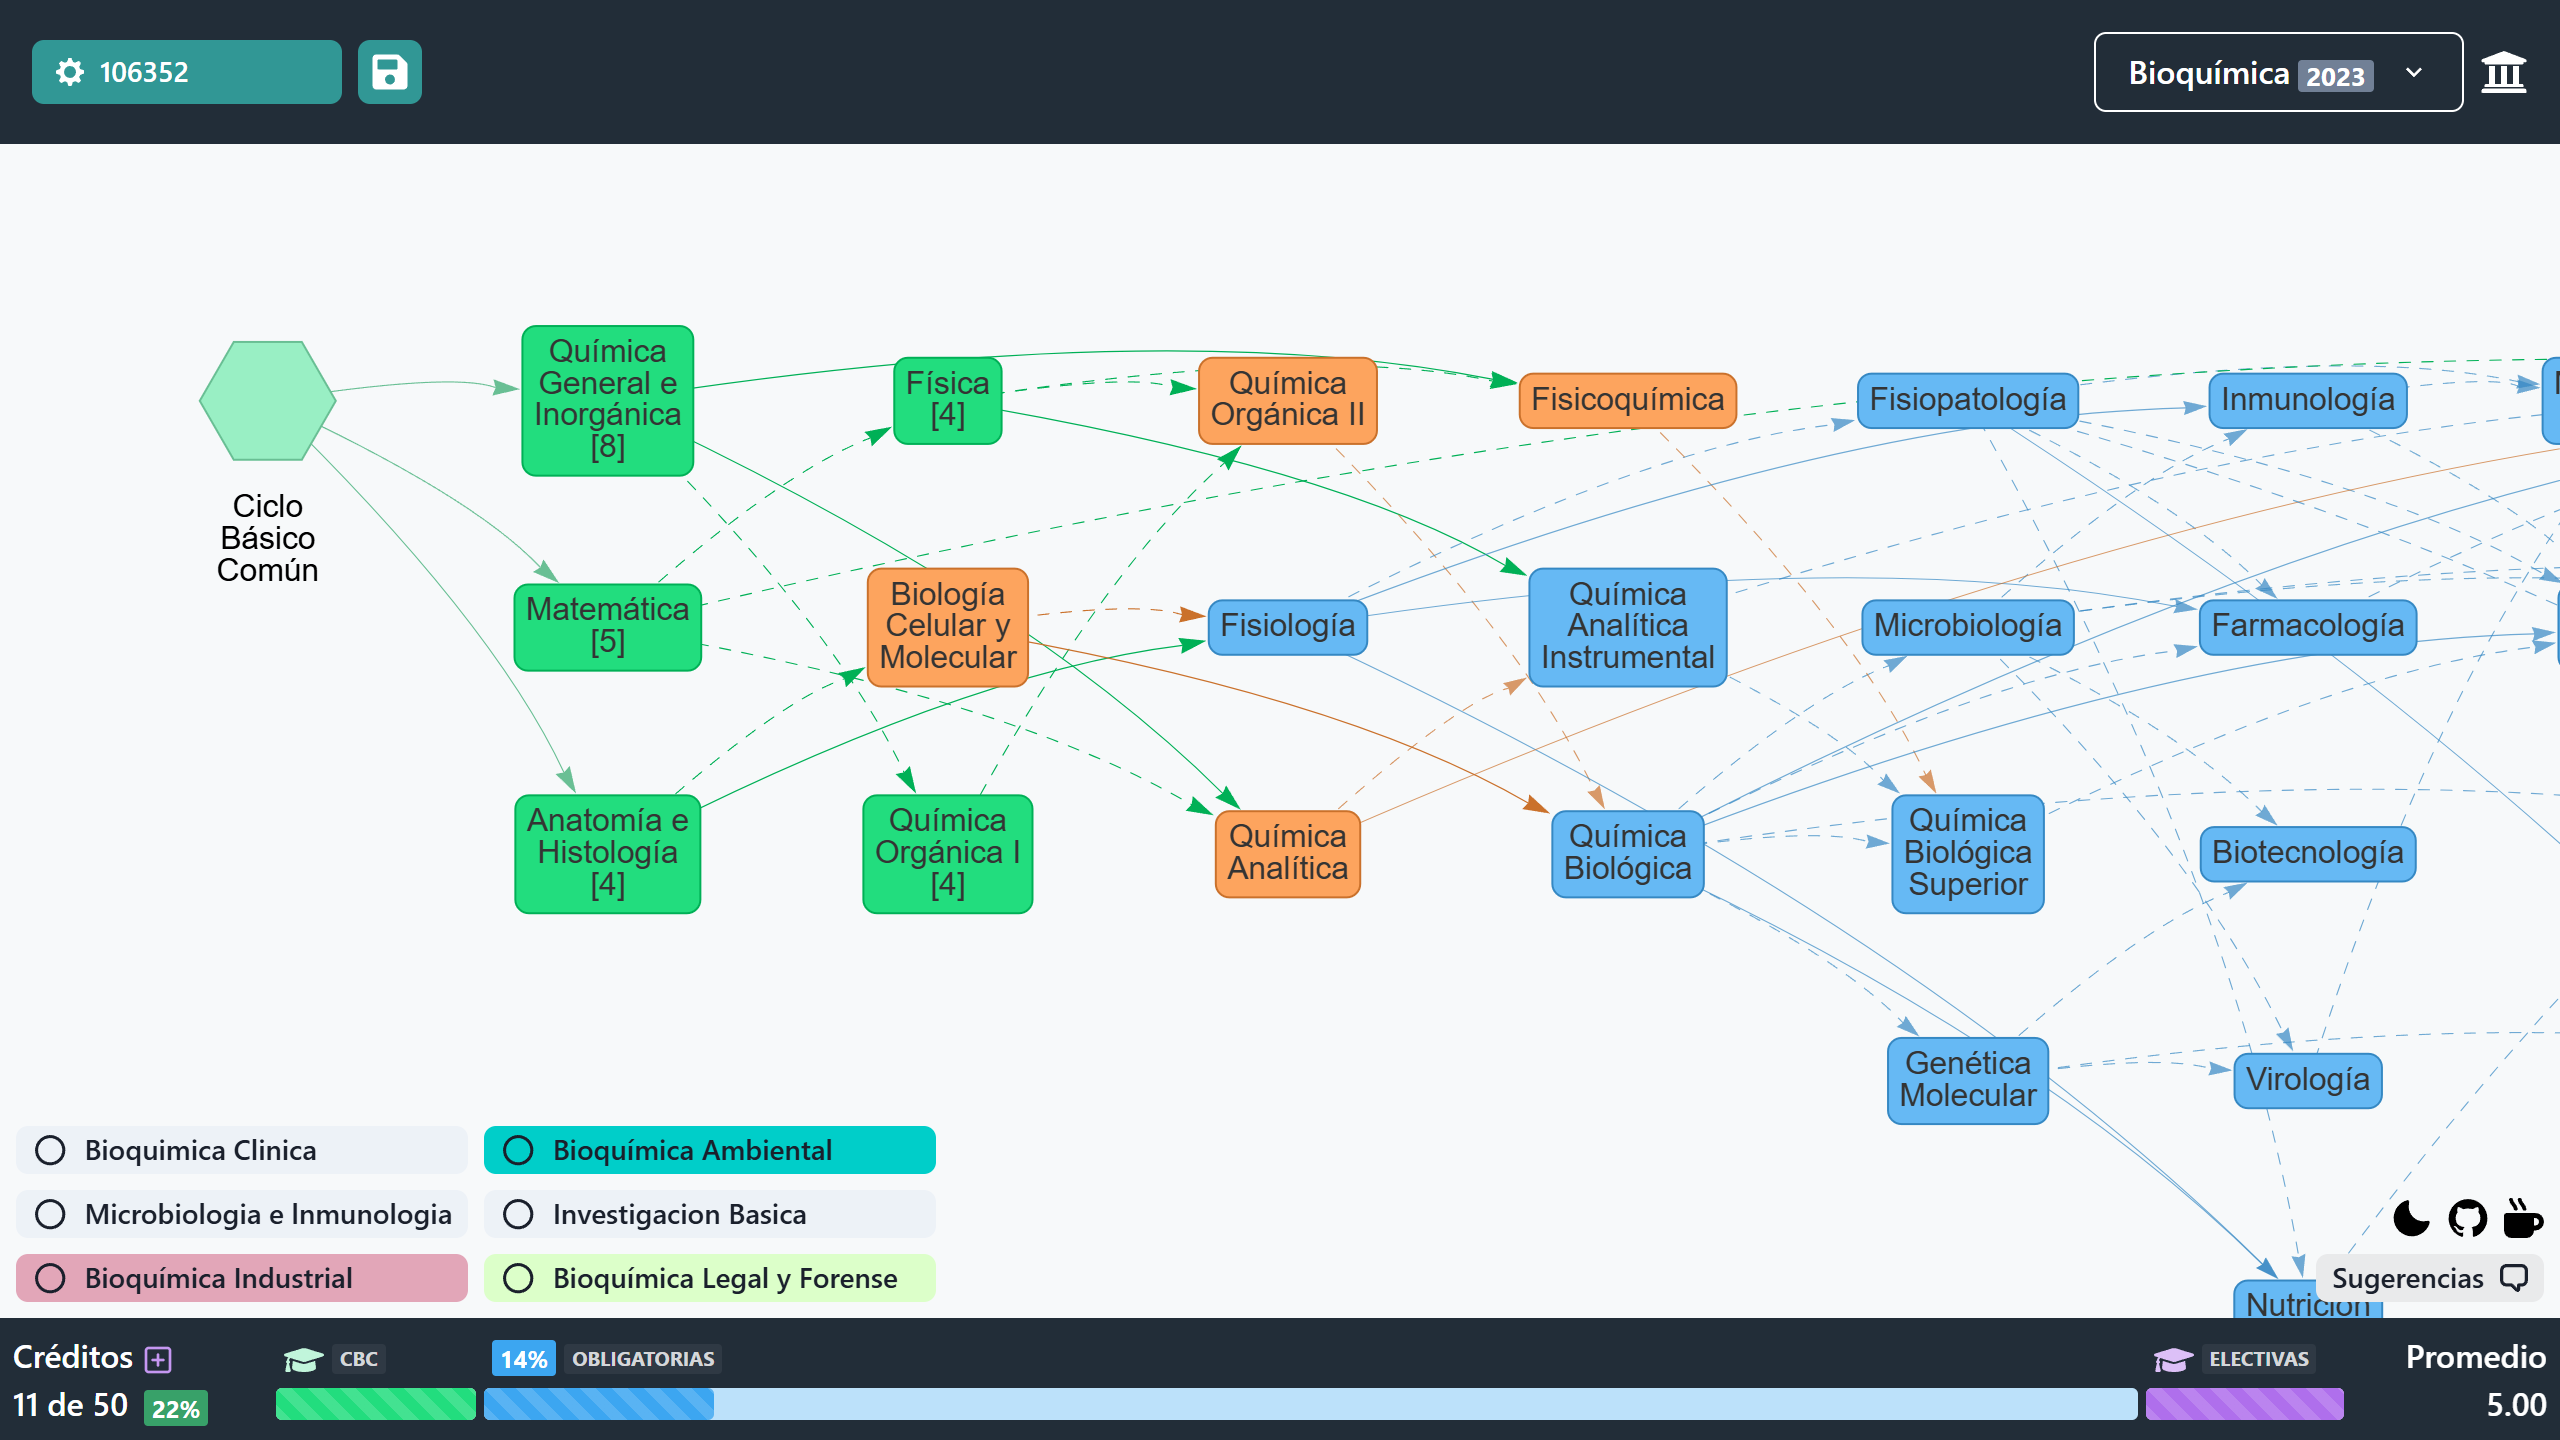 106352
Bioquímica 2023
Química
General e
Inorgánica
[8]
Física
[4]
Química
Orgánica II
Fisicoquímica
Fisiopatología
Inmunología
Ciclo
Básico
Común
Matemática
[5]
Biología
Celular y
Molecular
Fisiología
Química
Analítica
Instrumental
Microbiología
Farmacología
Anatomía e
Histología
[4]
Química
Orgánica I
[4]
Química
Analítica
Química
Biológica
Química
Biológica
Superior
Biotecnología
Genética
Molecular
Virología
Nutrición
Bioquimica Clinica
Bioquímica Ambiental
Microbiologia e Inmunologia
Investigacion Basica
Bioquímica Industrial
Bioquímica Legal y Forense
Sugerencias
Créditos
CBC
14% OBLIGATORIAS
ELECTIVAS
Promedio
11 de 50 22%
5.00